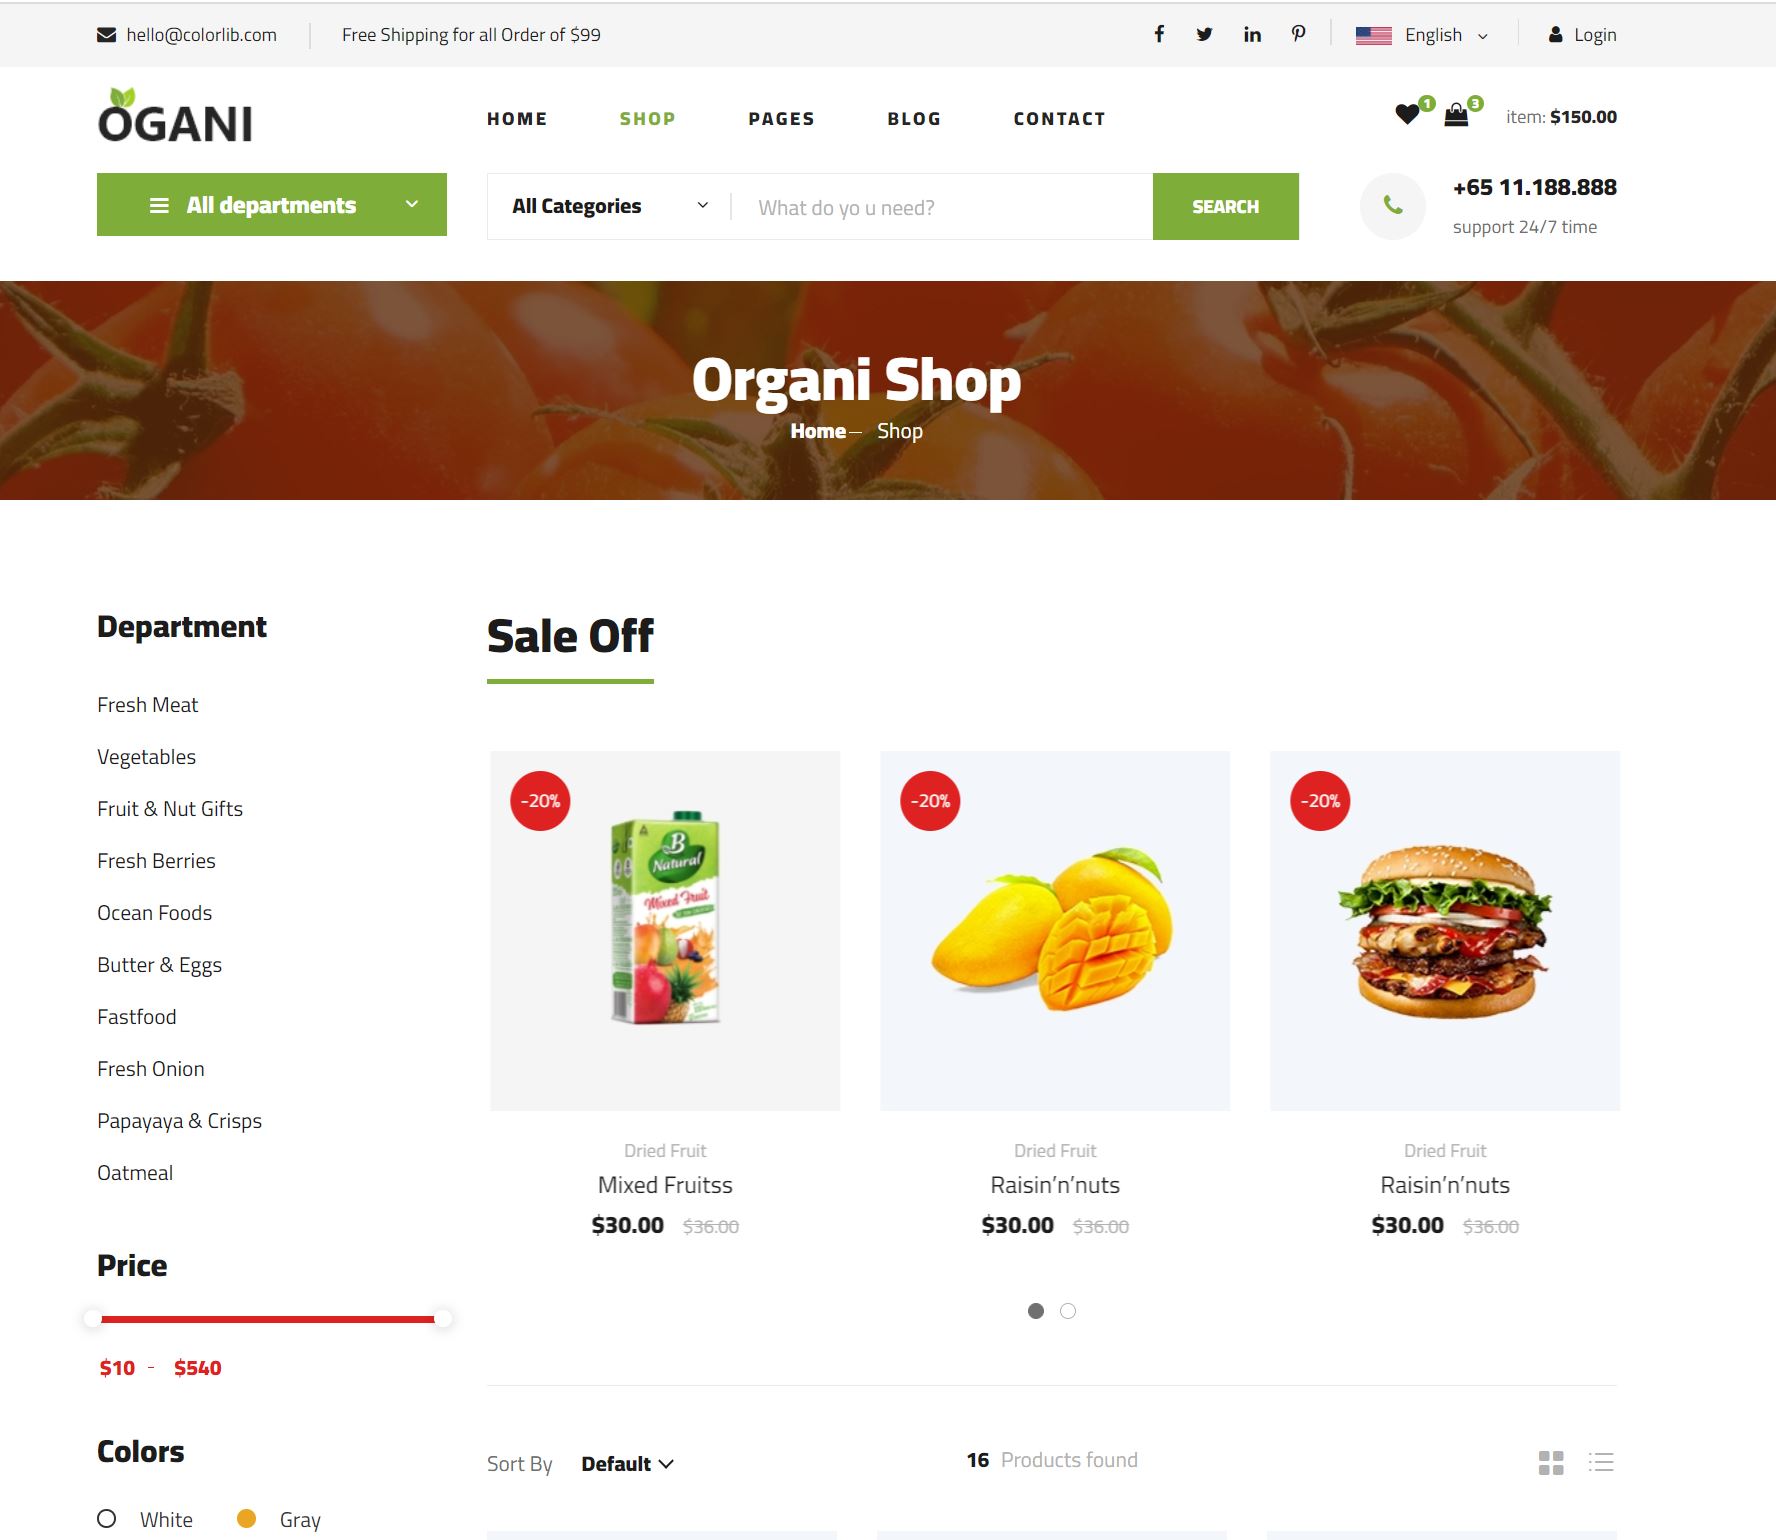 hello@colorlib.com
Free Shipping for all Order of $99
English
Login
OGANI
HOME
SHOP
PAGES
BLOG
CONTACT
1
3
item: $150.00
All departments
All Categories
What do yo u need?
SEARCH
+65 11.188.888
support 24/7 time
Organi Shop
Home – Shop
Department
Fresh Meat
Vegetables
Fruit & Nut Gifts
Fresh Berries
Ocean Foods
Butter & Eggs
Fastfood
Fresh Onion
Papayaya & Crisps
Oatmeal
Price
$10 - $540
Colors
White
Gray
Sale Off
-20%
B
Natural
Mixed Fruit
Dried Fruit
Mixed Fruitss
$30.00 $36.00
-20%
Dried Fruit
Raisin’n’nuts
$30.00 $36.00
-20%
Dried Fruit
Raisin’n’nuts
$30.00 $36.00
Sort By Default
16 Products found